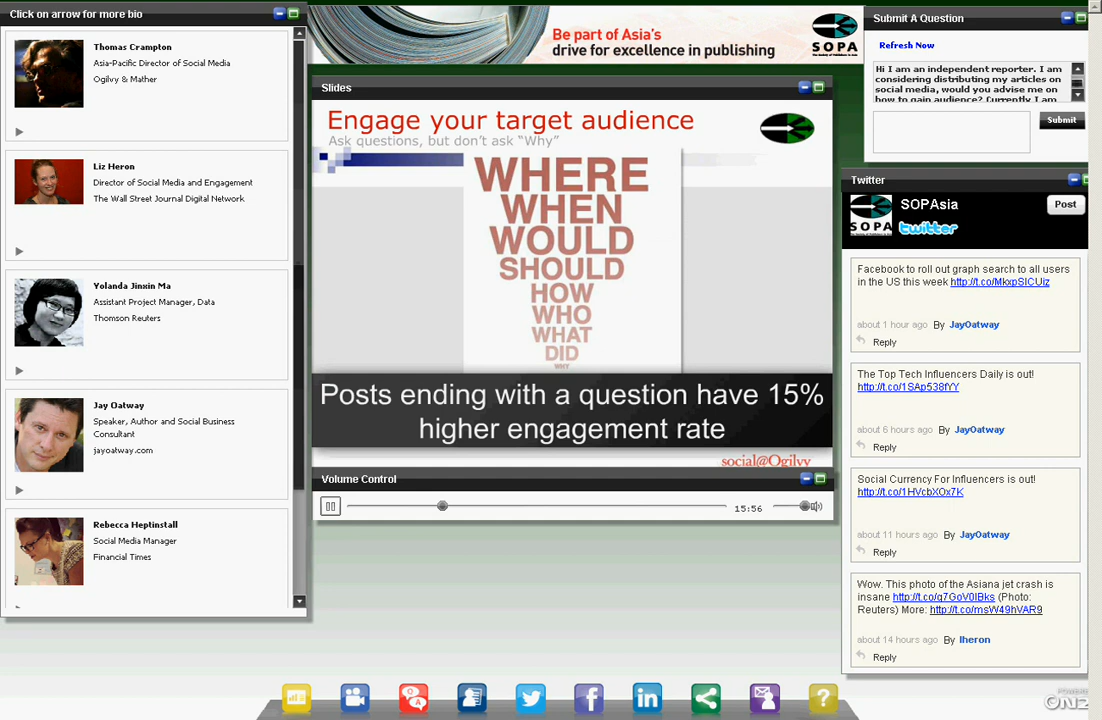 Click on arrow for more bio
Thomas Crampton
Asia-Pacific Director of Social Media
Ogilvy & Mather
Liz Heron
Director of Social Media and Engagement
The Wall Street Journal Digital Network
Yolanda Jinxin Ma
Assistant Project Manager, Data
Thomson Reuters
Jay Oatway
Speaker, Author and Social Business
Consultant
jayoatway.com
Rebecca Heptinstall
Social Media Manager
Financial Times
Be part of Asia's
drive for excellence in publishing
SOPA
Slides
Engage your target audience
Ask questions, but don't ask "Why"
WHERE
WHEN
WOULD
SHOULD
HOW
WHO
WHAT
DID
WHY
Posts ending with a question have 15%
higher engagement rate
social@Ogilvy
Volume Control
15:56
Submit A Question
Refresh Now
Hi I am an independent reporter. I am
considering distributing my articles on
social media, would you advise me on
how to gain audience? Currently I am
Submit
Twitter
SOPA
SOPAsia
twitter
Post
Facebook to roll out graph search to all users
in the US this week http://t.co/MkxpSICUiz
about 1 hour ago By JayOatway
Reply
The Top Tech Influencers Daily is out!
http://t.co/1SAp538fYY
about 6 hours ago By JayOatway
Reply
Social Currency For Influencers is out!
http://t.co/1HVcbXOx7K
about 11 hours ago By JayOatway
Reply
Wow. This photo of the Asiana jet crash is
insane http://t.co/q7GoV0IBks (Photo:
Reuters) More: http://t.co/msW49hVAR9
about 14 hours ago By lheron
Reply
Q
A
f
in
?